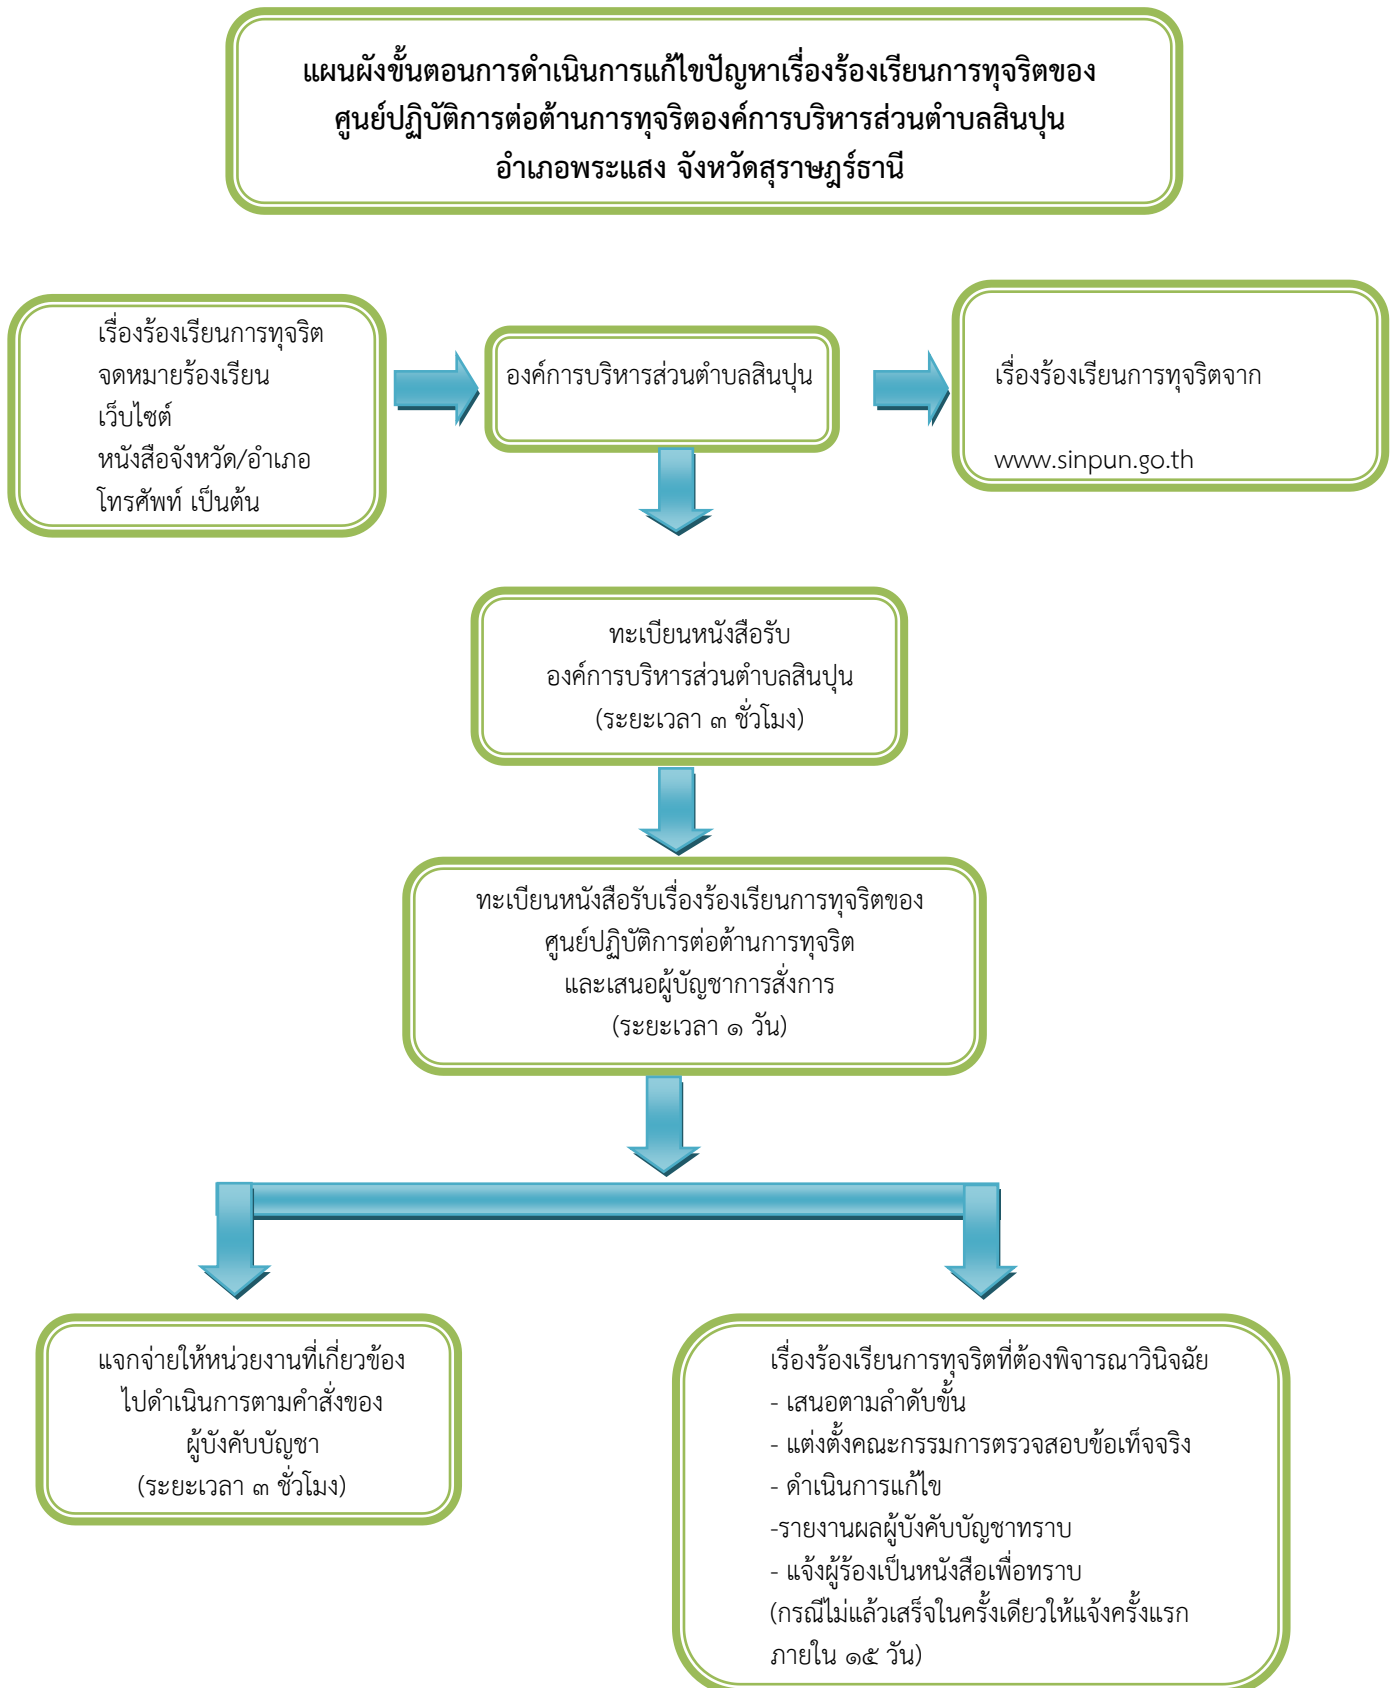 แผนผังขั้นตอนการดำเนินการแก้ไขปัญหาเรื่องร้องเรียนการทุจริตของ
ศูนย์ปฏิบัติการต่อต้านการทุจริตองค์การบริหารส่วนตำบลสินปุน
อำเภอพระแสง จังหวัดสุราษฎร์ธานี
เรื่องร้องเรียนการทุจริต
จดหมายร้องเรียน
เว็บไซต์
หนังสือจังหวัด/อำเภอ
โทรศัพท์ เป็นต้น
องค์การบริหารส่วนตำบลสินปุน
เรื่องร้องเรียนการทุจริตจาก
www.sinpun.go.th
ทะเบียนหนังสือรับ
องค์การบริหารส่วนตำบลสินปุน
(ระยะเวลา ๓ ชั่วโมง)
ทะเบียนหนังสือรับเรื่องร้องเรียนการทุจริตของ
ศูนย์ปฏิบัติการต่อต้านการทุจริต
และเสนอผู้บัญชาการสั่งการ
(ระยะเวลา ๑ วัน)
แจกจ่ายให้หน่วยงานที่เกี่ยวข้อง
ไปดำเนินการตามคำสั่งของ
ผู้บังคับบัญชา
(ระยะเวลา ๓ ชั่วโมง)
เรื่องร้องเรียนการทุจริตที่ต้องพิจารณาวินิจฉัย
- เสนอตามลำดับขั้น
- แต่งตั้งคณะกรรมการตรวจสอบข้อเท็จจริง
- ดำเนินการแก้ไข
-รายงานผลผู้บังคับบัญชาทราบ
- แจ้งผู้ร้องเป็นหนังสือเพื่อทราบ
(กรณีไม่แล้วเสร็จในครั้งเดียวให้แจ้งครั้งแรก
ภายใน ๑๕ วัน)